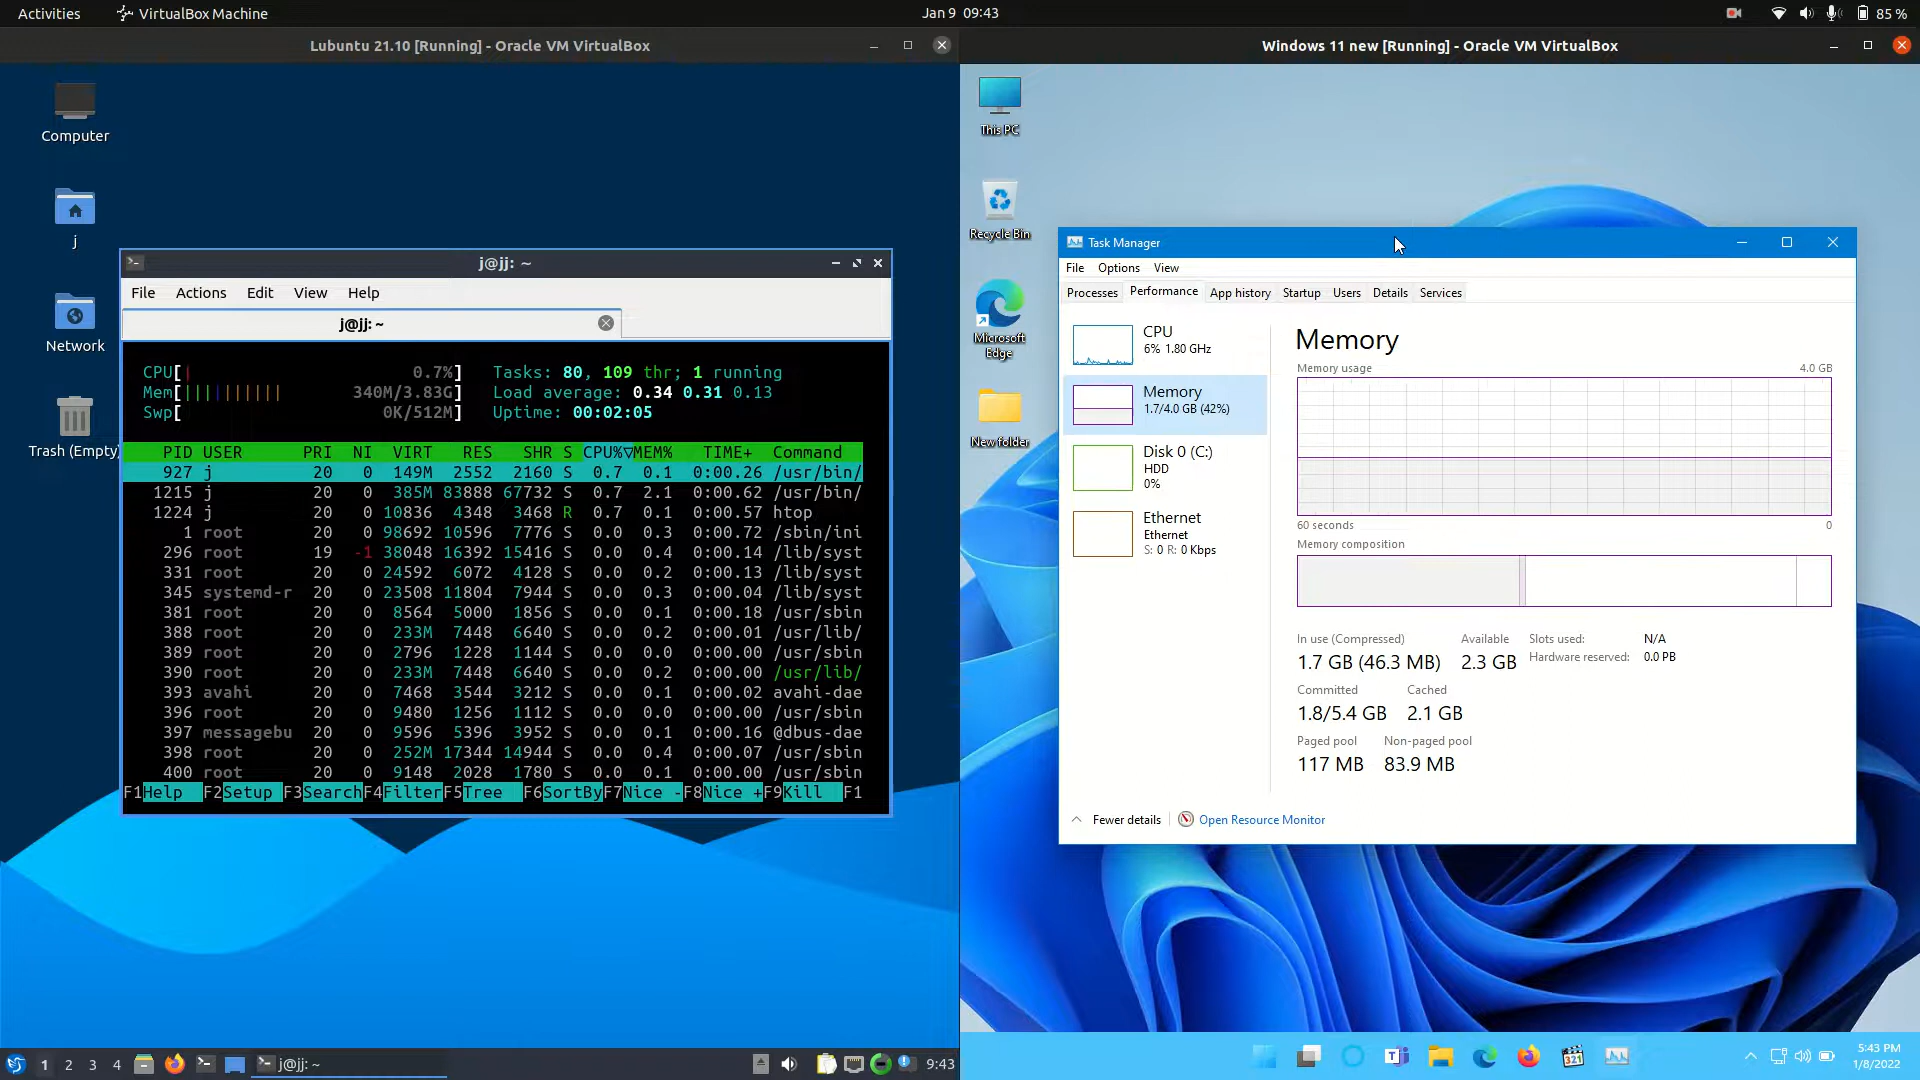 Activities
VirtualBox Machine
Jan 9 09:43
85 %
Lubuntu 21.10 [Running] - Oracle VM VirtualBox
Computer
j
Network
Trash (Empty)
j@jj: ~
File Actions Edit View Help
j@jj: ~
CPU[| 0.7%] Tasks: 80, 109 thr; 1 running
Mem[|||||||||||| 340M/3.83G] Load average: 0.34 0.31 0.13
Swp[ 0K/512M] Uptime: 00:02:05
PID USER PRI NI VIRT RES SHR S CPU%▽MEM% TIME+ Command
927 j 20 0 149M 2552 2160 S 0.7 0.1 0:00.26 /usr/bin/
1215 j 20 0 385M 83888 67732 S 0.7 2.1 0:00.62 /usr/bin/
1224 j 20 0 10836 4348 3468 R 0.7 0.1 0:00.57 htop
1 root 20 0 98692 10596 7776 S 0.0 0.3 0:00.72 /sbin/ini
296 root 19 -1 38048 16392 15416 S 0.0 0.4 0:00.14 /lib/syst
331 root 20 0 24592 6072 4128 S 0.0 0.2 0:00.13 /lib/syst
345 systemd-r 20 0 23508 11804 7944 S 0.0 0.3 0:00.04 /lib/syst
381 root 20 0 8564 5000 1856 S 0.0 0.1 0:00.18 /usr/sbin
388 root 20 0 233M 7448 6640 S 0.0 0.2 0:00.01 /usr/lib/
389 root 20 0 2796 1228 1144 S 0.0 0.0 0:00.00 /usr/sbin
390 root 20 0 233M 7448 6640 S 0.0 0.2 0:00.00 /usr/lib/
393 avahi 20 0 7468 3544 3212 S 0.0 0.1 0:00.02 avahi-dae
396 root 20 0 9480 1256 1112 S 0.0 0.0 0:00.00 /usr/sbin
397 messagebu 20 0 9596 5396 3952 S 0.0 0.1 0:00.16 @dbus-dae
398 root 20 0 252M 17344 14944 S 0.0 0.4 0:00.07 /usr/sbin
400 root 20 0 9148 2028 1780 S 0.0 0.1 0:00.00 /usr/sbin
F1Help F2Setup F3SearchF4FilterF5Tree F6SortByF7Nice -F8Nice +F9Kill F1
1 2 3 4
j@jj: ~
9:43
Windows 11 new [Running] - Oracle VM VirtualBox
This PC
Recycle Bin
Microsoft
Edge
New folder
Task Manager
File Options View
Processes Performance App history Startup Users Details Services
CPU
6% 1.80 GHz
Memory
1.7/4.0 GB (42%)
Disk 0 (C:)
HDD
0%
Ethernet
Ethernet
S: 0 R: 0 Kbps
Memory
Memory usage 4.0 GB
60 seconds 0
Memory composition
In use (Compressed) Available Slots used: N/A
1.7 GB (46.3 MB) 2.3 GB Hardware reserved: 0.0 PB
Committed Cached
1.8/5.4 GB 2.1 GB
Paged pool Non-paged pool
117 MB 83.9 MB
Fewer details
Open Resource Monitor
321
5:43 PM
1/8/2022